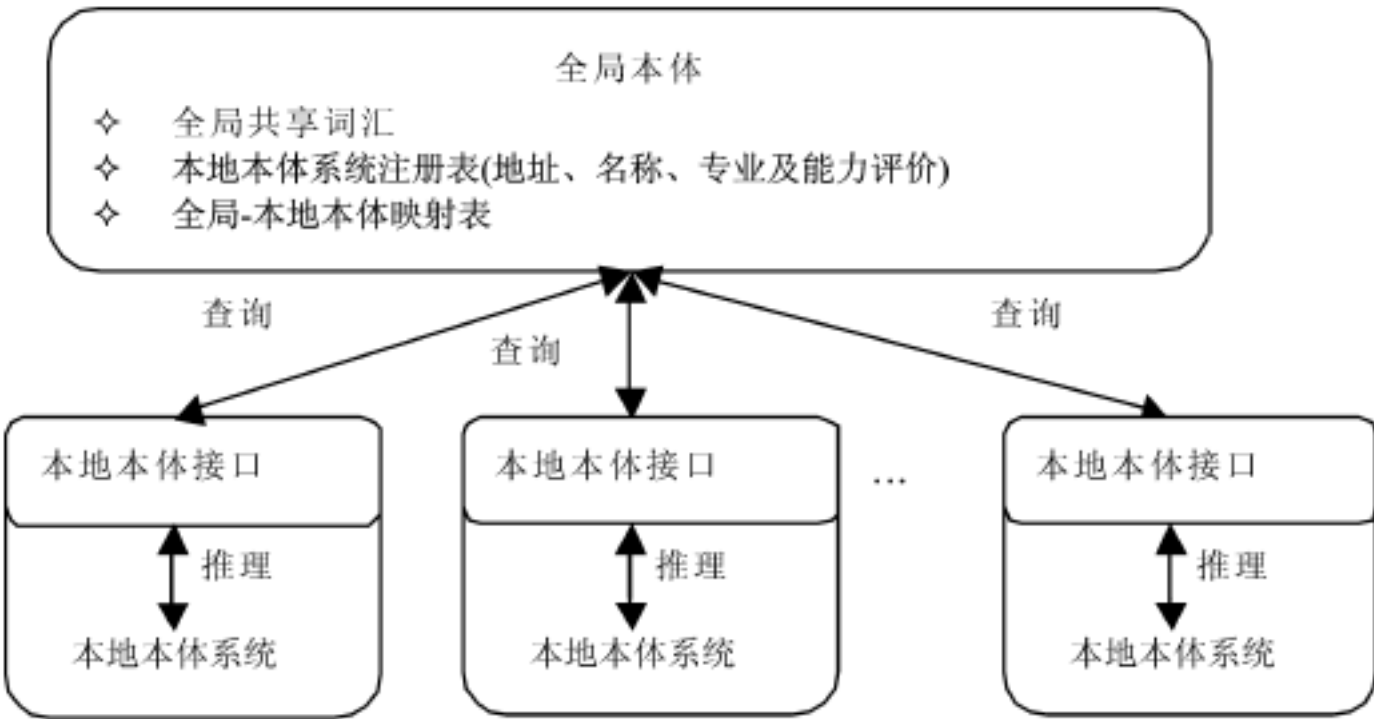 全局本体
✧ 全局共享词汇
✧ 本地本体系统注册表(地址、名称、专业及能力评价)
✧ 全局-本地本体映射表
查询
查询
查询
本地本体接口
本地本体接口
...
本地本体接口
推理
推理
推理
本地本体系统
本地本体系统
本地本体系统